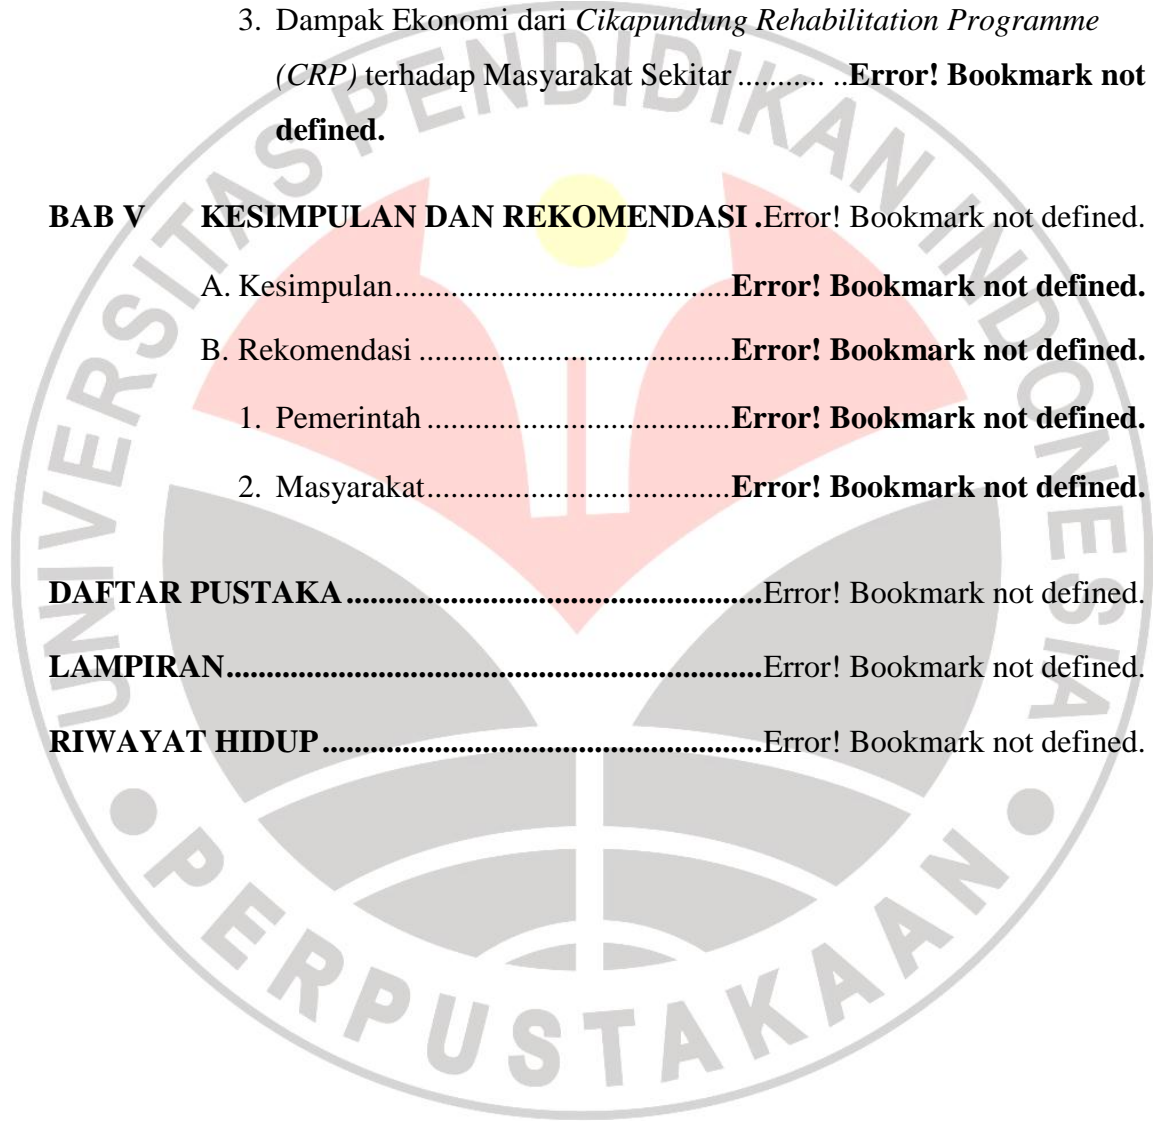 3. Dampak Ekonomi dari Cikapundung Rehabilitation Programme
(CRP) terhadap Masyarakat Sekitar ........... ..Error! Bookmark not
defined.
BAB V KESIMPULAN DAN REKOMENDASI .Error! Bookmark not defined.
A. Kesimpulan...........................................Error! Bookmark not defined.
B. Rekomendasi ........................................Error! Bookmark not defined.
1. Pemerintah .......................................Error! Bookmark not defined.
2. Masyarakat.......................................Error! Bookmark not defined.
DAFTAR PUSTAKA....................................................Error! Bookmark not defined.
LAMPIRAN...................................................................Error! Bookmark not defined.
RIWAYAT HIDUP.......................................................Error! Bookmark not defined.
UNIVERSITAS PENDIDIKAN INDONESIA
PERPUSTAKAAN